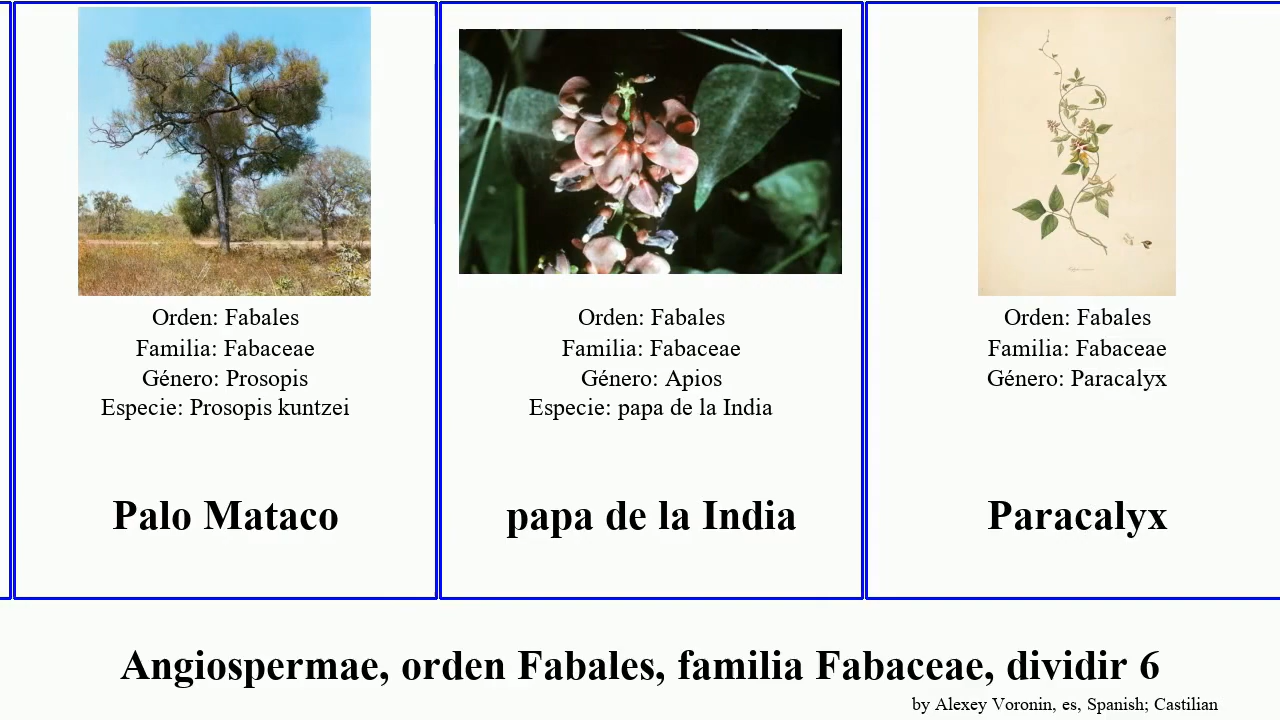 Orden: Fabales
Familia: Fabaceae
Género: Prosopis
Especie: Prosopis kuntzei
Palo Mataco
Orden: Fabales
Familia: Fabaceae
Género: Apios
Especie: papa de la India
papa de la India
Orden: Fabales
Familia: Fabaceae
Género: Paracalyx
Paracalyx
Angiospermae, orden Fabales, familia Fabaceae, dividir 6
by Alexey Voronin, es, Spanish; Castilian